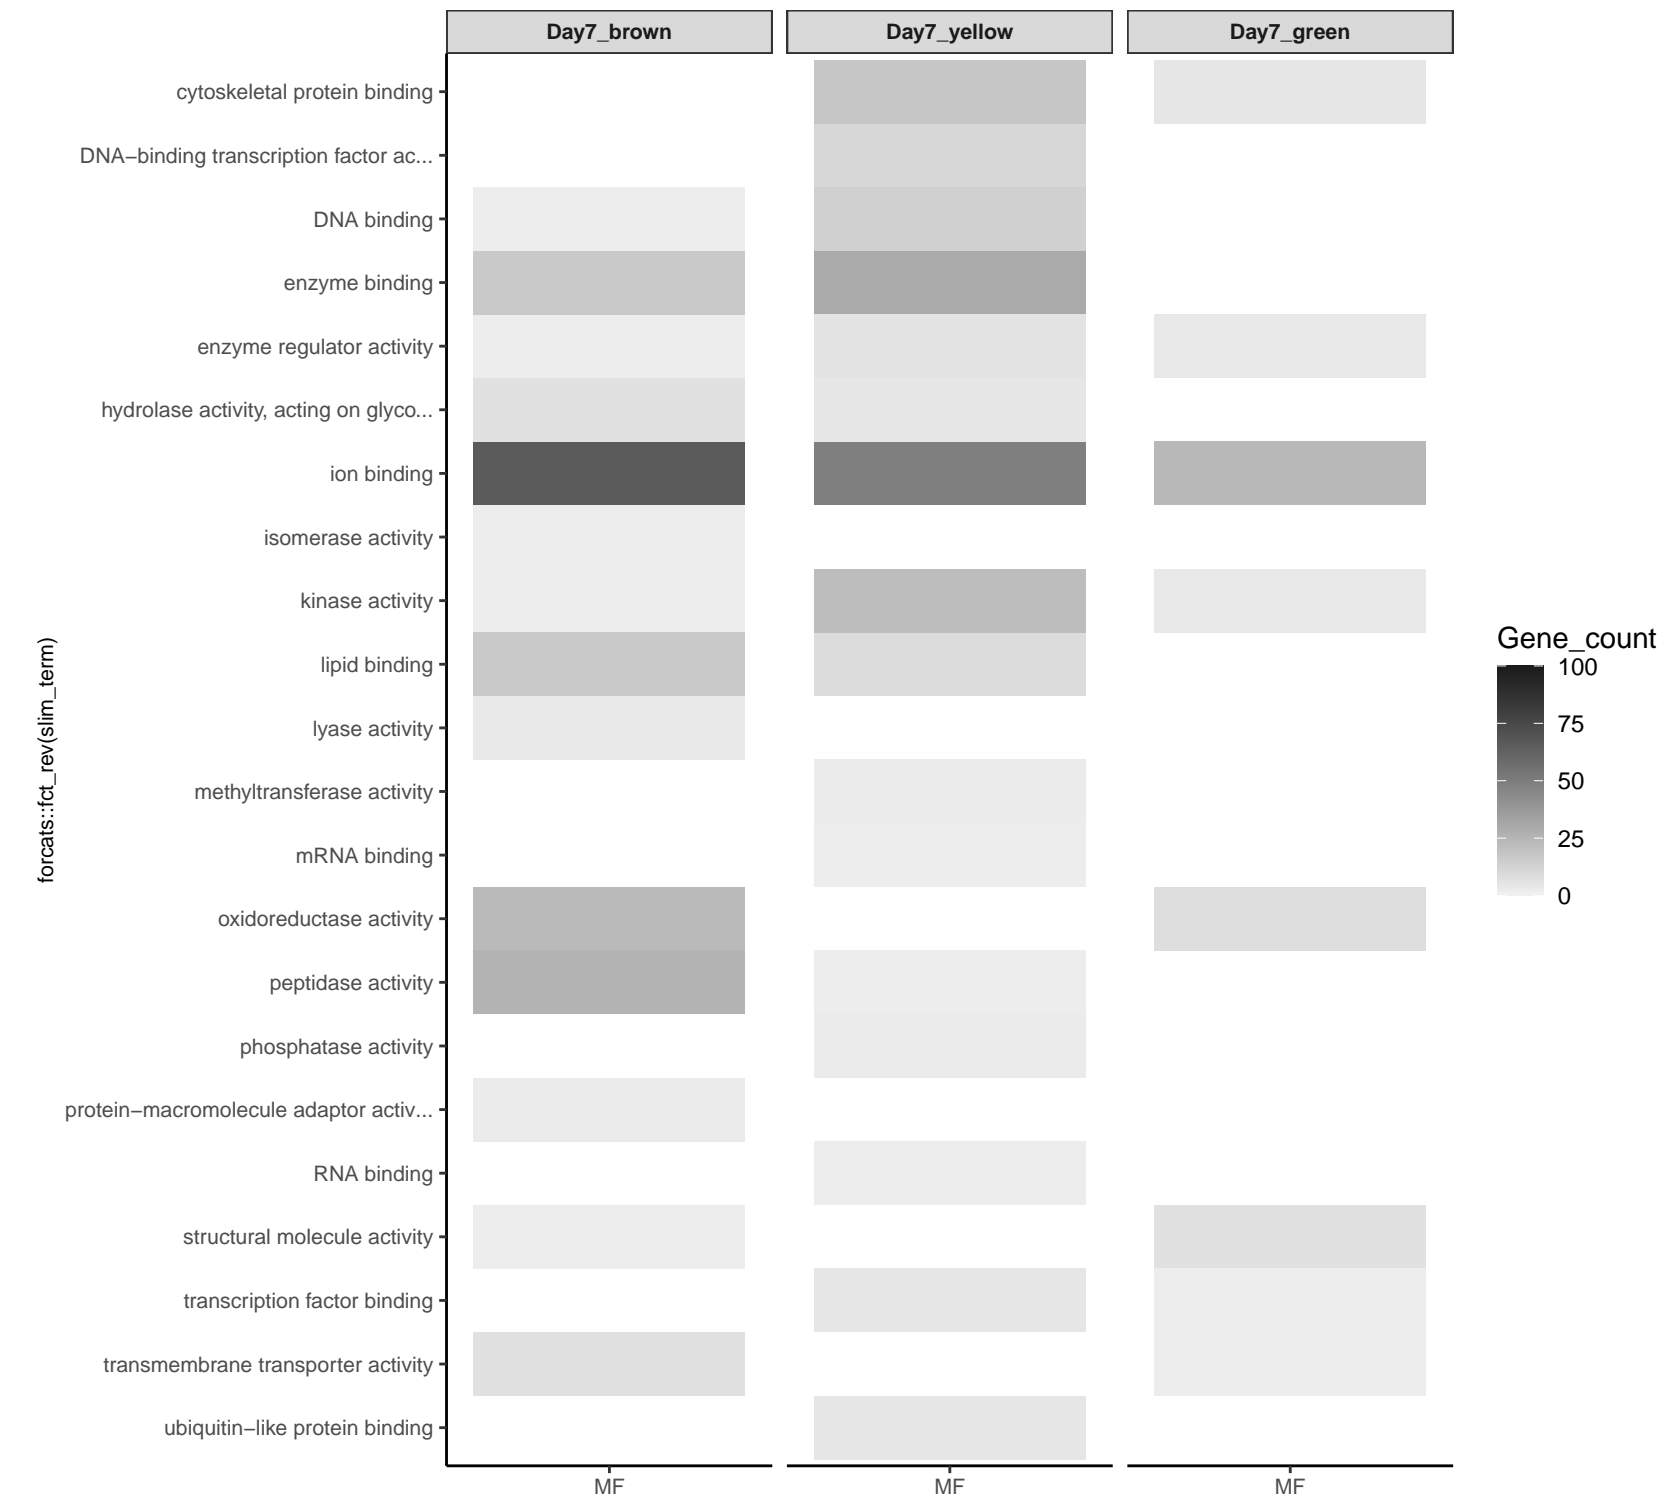 Day7_brown
Day7_yellow
Day7_green
cytoskeletal protein binding
DNA−binding transcription factor ac...
DNA binding
enzyme binding
enzyme regulator activity
hydrolase activity, acting on glyco...
ion binding
isomerase activity
kinase activity
lipid binding
lyase activity
methyltransferase activity
mRNA binding
oxidoreductase activity
peptidase activity
phosphatase activity
protein−macromolecule adaptor activ...
RNA binding
structural molecule activity
transcription factor binding
transmembrane transporter activity
ubiquitin−like protein binding
forcats::fct_rev(slim_term)
MF
MF
MF
Gene_count
100
75
50
25
0